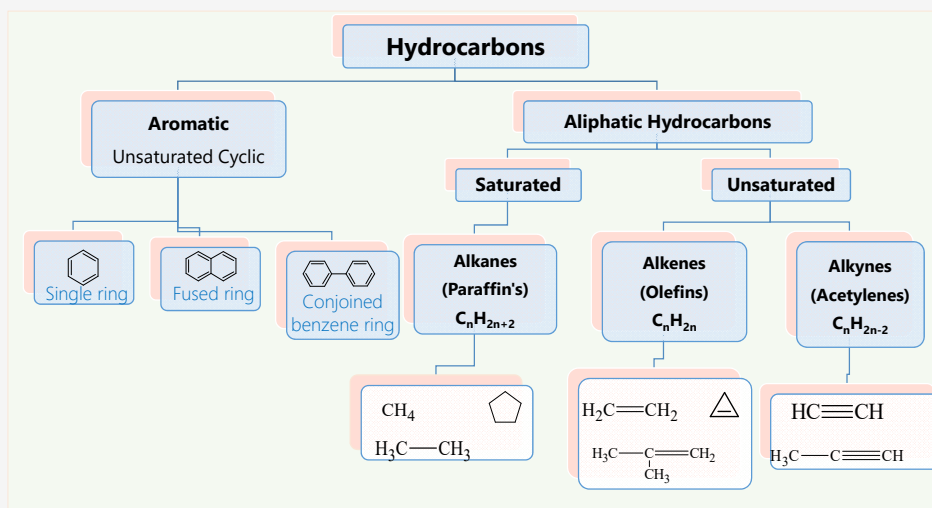 Hydrocarbons
Aromatic
Unsaturated Cyclic
Aliphatic Hydrocarbons
Saturated
Unsaturated
Single ring
Fused ring
Conjoined
benzene ring
Alkanes
(Paraffin's)
CₙH₂ₙ₊₂
Alkenes
(Olefins)
CₙH₂ₙ
Alkynes
(Acetylenes)
CₙH₂ₙ₋₂
CH₄
H₃C—CH₃
H₂C=CH₂
H₃C—C=CH₂
CH₃
HC≡CH
H₃C—C≡CH